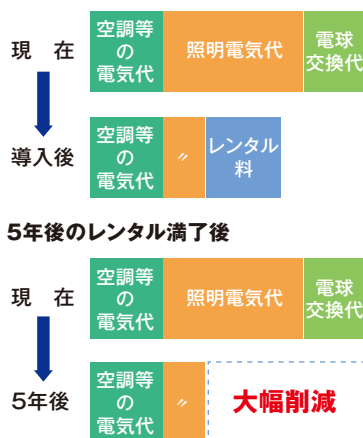 現 在
空調等
の
電気代
照明電気代
電球
交換代
導入後
空調等
の
電気代
〃
レンタル
料
5年後のレンタル満了後
現 在
空調等
の
電気代
照明電気代
電球
交換代
5年後
空調等
の
電気代
〃
大幅削減